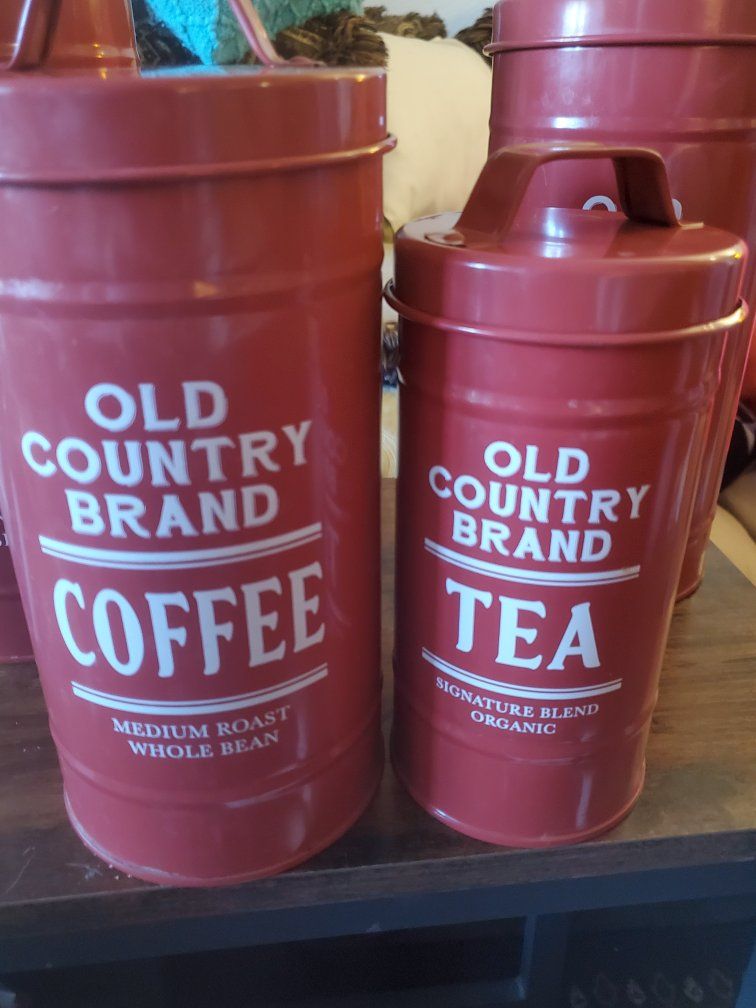 OLD
COUNTRY
BRAND
COFFEE
MEDIUM ROAST
WHOLE BEAN
OLD
COUNTRY
BRAND
TEA
SIGNATURE BLEND
ORGANIC